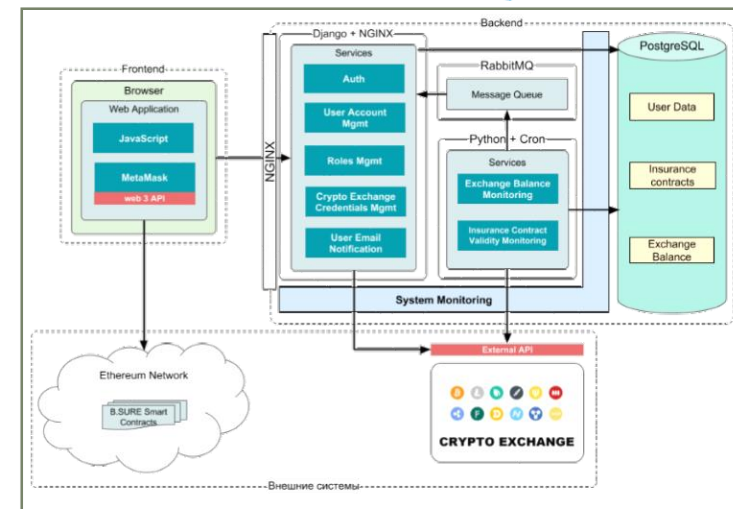 Backend
Frontend
Browser
Web Application
JavaScript
MetaMask
web 3 API
NGINX
Django + NGINX
Services
Auth
User Account
Mgmt
Roles Mgmt
Crypto Exchange
Credentials Mgmt
User Email
Notification
RabbitMQ
Message Queue
Python + Cron
Services
Exchange Balance
Monitoring
Insurance Contract
Validity Monitoring
System Monitoring
PostgreSQL
User Data
Insurance
contracts
Exchange
Balance
Ethereum Network
B.SURE Smart
Contracts
External API
CRYPTO EXCHANGE
Внешние системы